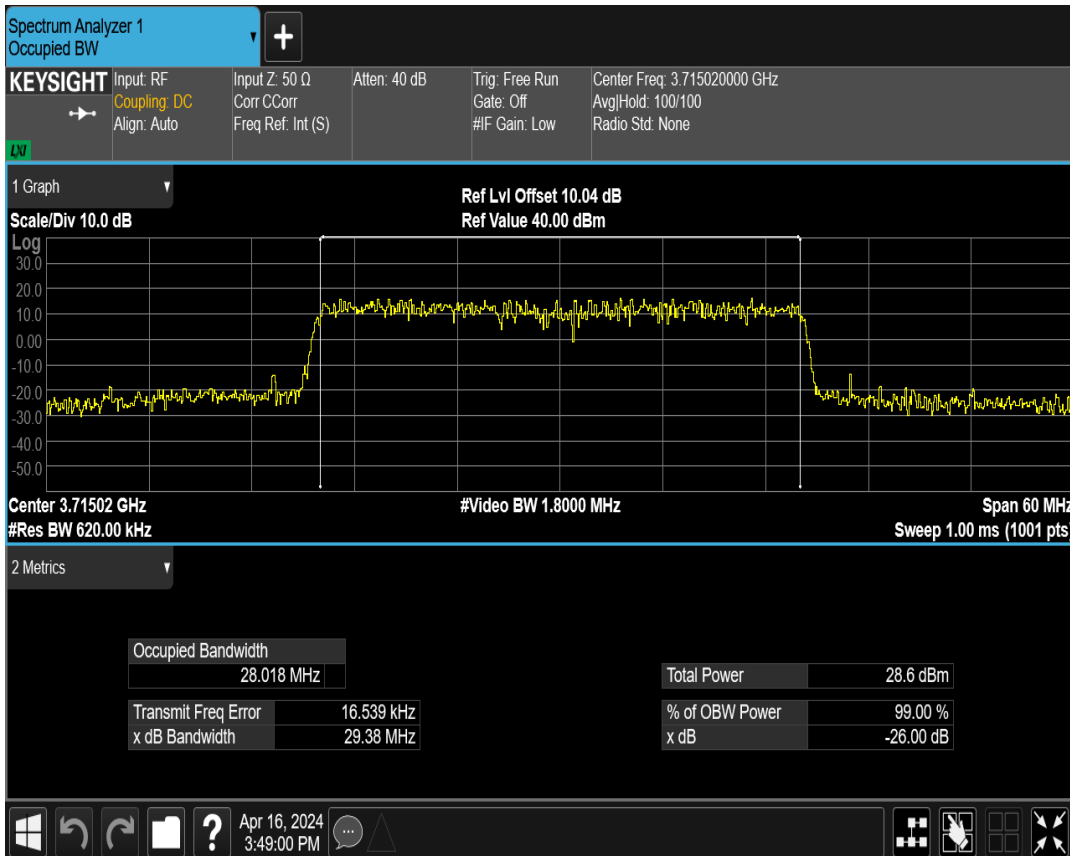 Spectrum Analyzer 1
Occupied BW
+
KEYSIGHT
LXI
Input: RF
Coupling: DC
Align: Auto
Input Z: 50 Ω
Corr CCorr
Freq Ref: Int (S)
Atten: 40 dB
Trig: Free Run
Gate: Off
#IF Gain: Low
Center Freq: 3.715020000 GHz
Avg|Hold: 100/100
Radio Std: None
1 Graph
Scale/Div 10.0 dB
Ref Lvl Offset 10.04 dB
Ref Value 40.00 dBm
Log
30.0
20.0
10.0
0.00
-10.0
-20.0
-30.0
-40.0
-50.0
Center 3.71502 GHz
#Video BW 1.8000 MHz
Span 60 MHz
#Res BW 620.00 kHz
Sweep 1.00 ms (1001 pts)
2 Metrics
Occupied Bandwidth
28.018 MHz
Total Power 28.6 dBm
Transmit Freq Error 16.539 kHz
% of OBW Power 99.00 %
x dB Bandwidth 29.38 MHz
x dB -26.00 dB
?
Apr 16, 2024
3:49:00 PM